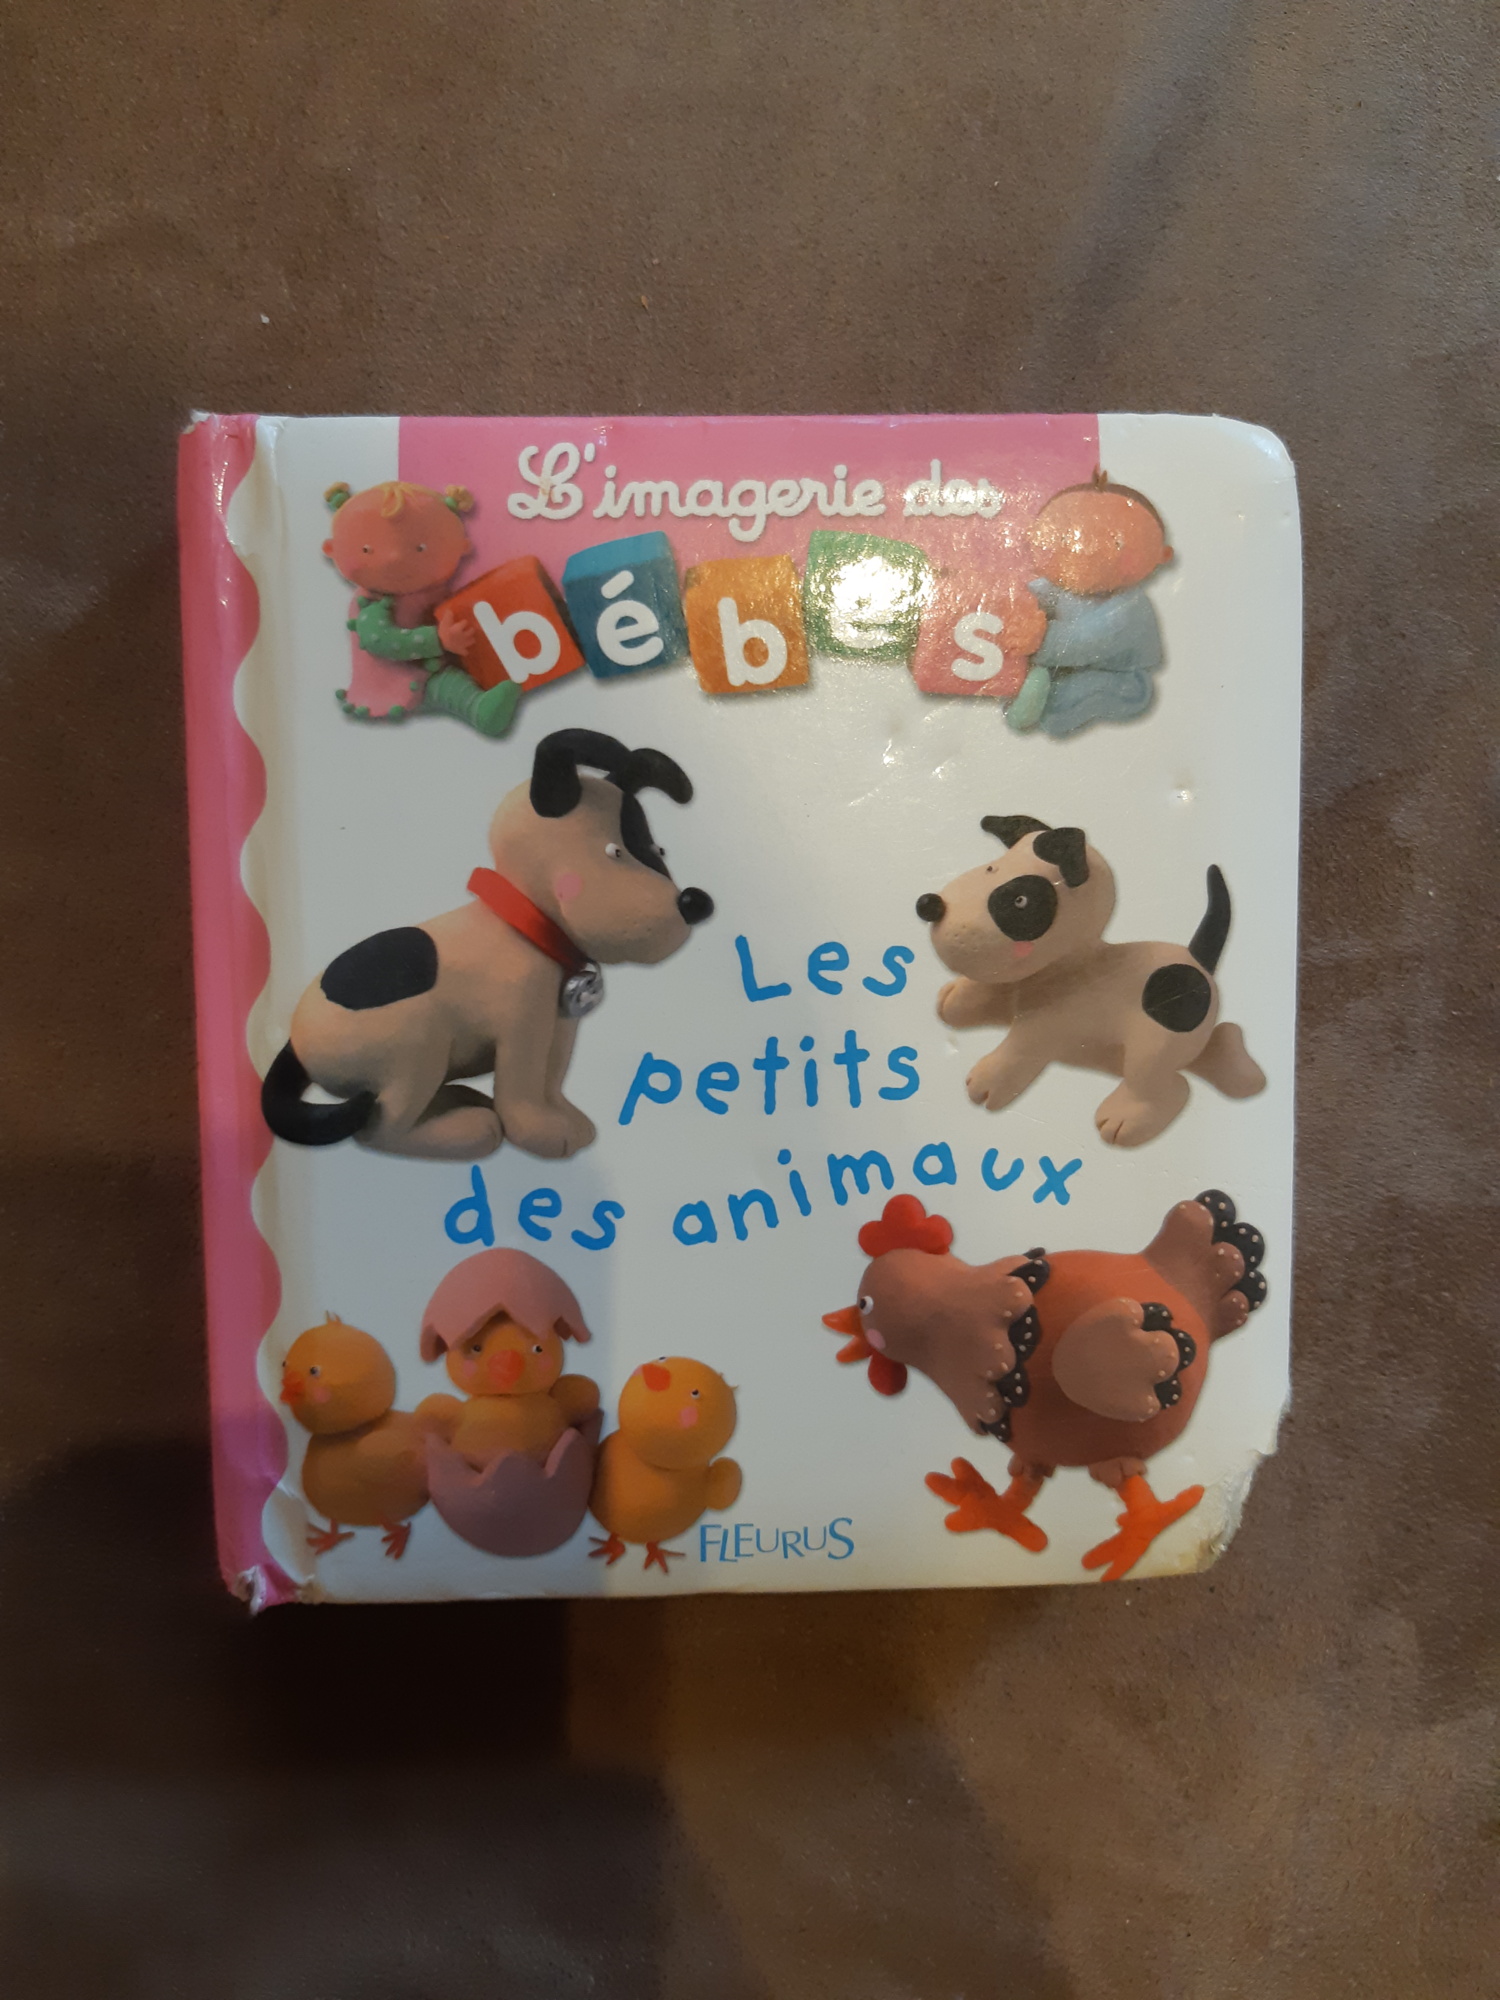 L'imagerie des
bébés
Les
petits
des animaux
FLEURUS